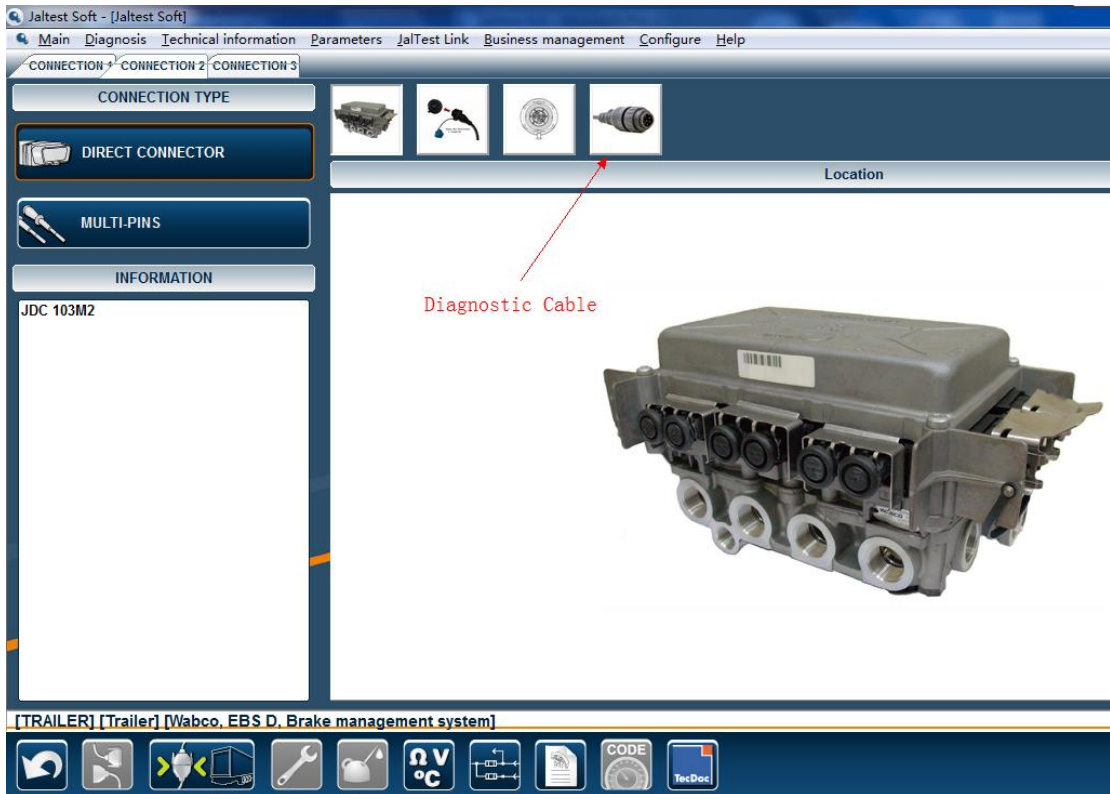 Jaltest Soft - [Jaltest Soft]
Main Diagnosis Technical information Parameters JalTest Link Business management Configure Help
CONNECTION 1 CONNECTION 2 CONNECTION 3
CONNECTION TYPE
DIRECT CONNECTOR
MULTI-PINS
INFORMATION
JDC 103M2
Location
Diagnostic Cable
WABCO
[TRAILER] [Trailer] [Wabco, EBS D, Brake management system]
Ω V
°C
CODE
TecDoc